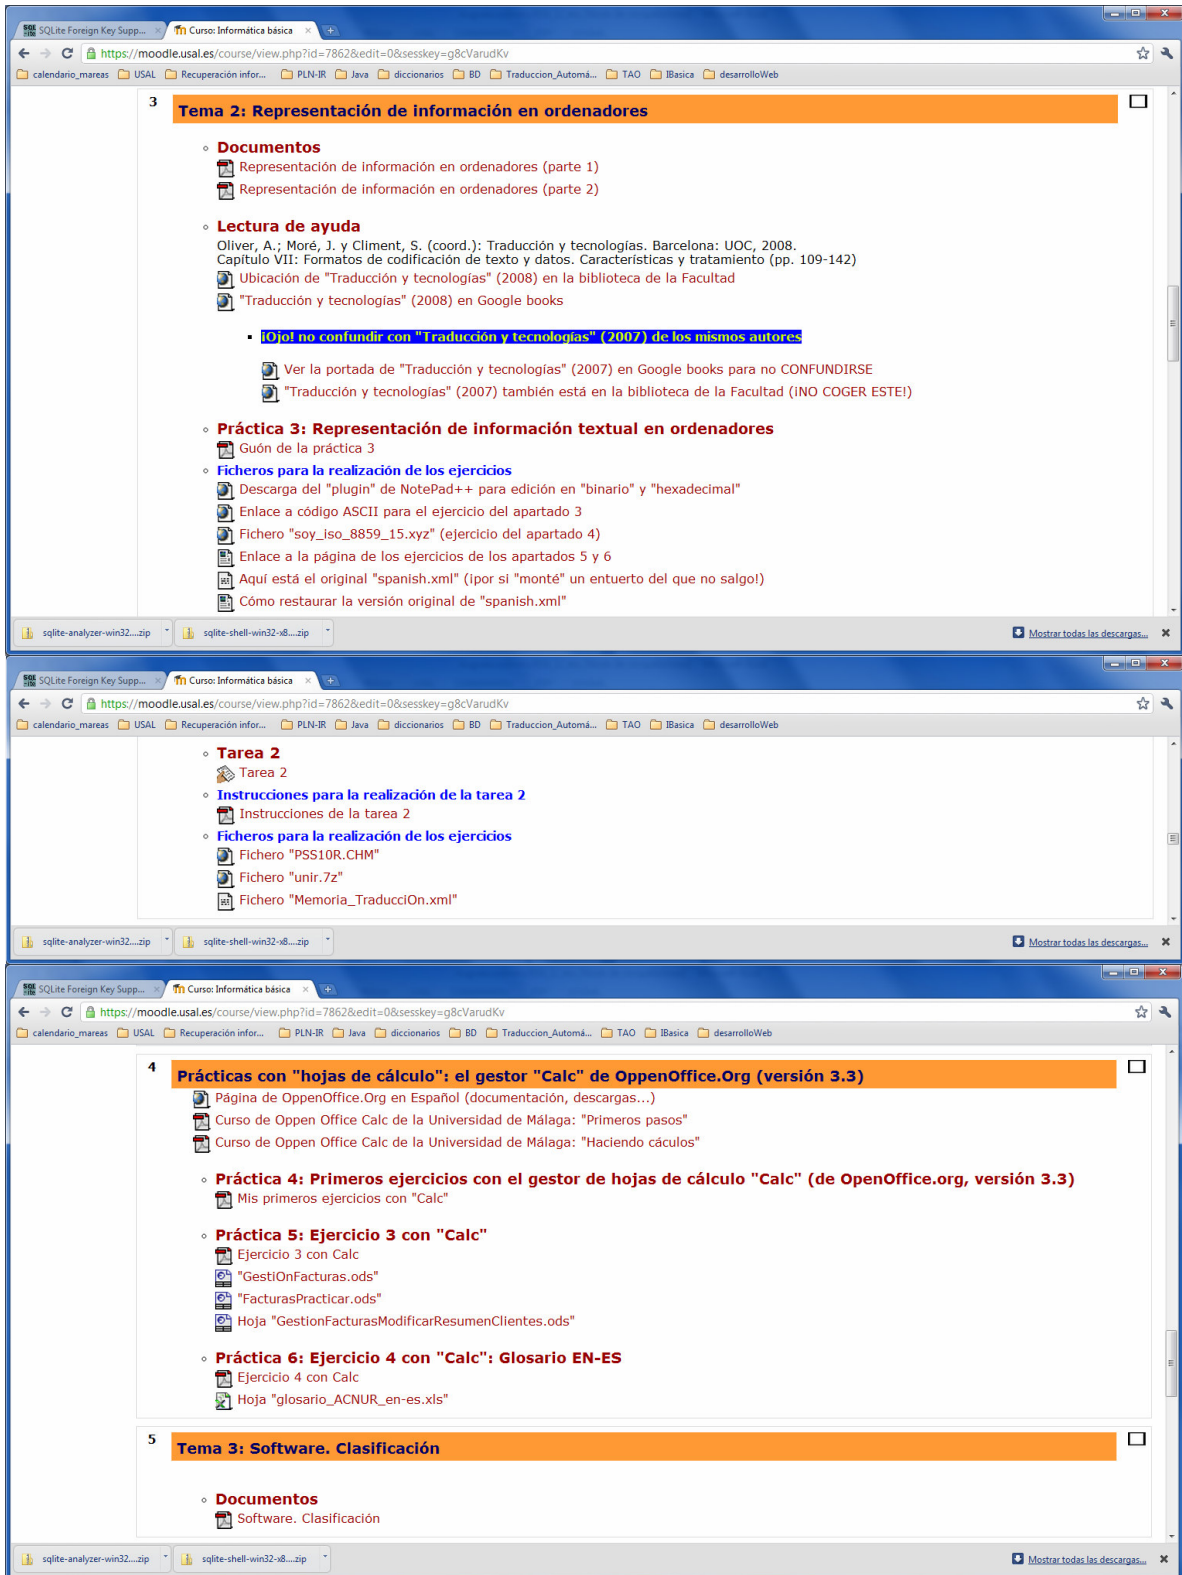 SQLite Foreign Key Supp...
Curso: Informática básica
https://moodle.usal.es/course/view.php?id=7862&edit=0&sesskey=g8cVarudKv
calendario_mareas USAL Recuperación infor... PLN-IR Java diccionarios BD Traduccion_Automá... TAO IBasica desarrolloWeb
3
Tema 2: Representación de información en ordenadores
Documentos
Representación de información en ordenadores (parte 1)
Representación de información en ordenadores (parte 2)
Lectura de ayuda
Oliver, A.; Moré, J. y Climent, S. (coord.): Traducción y tecnologías. Barcelona: UOC, 2008.
Capítulo VII: Formatos de codificación de texto y datos. Características y tratamiento (pp. 109-142)
Ubicación de "Traducción y tecnologías" (2008) en la biblioteca de la Facultad
"Traducción y tecnologías" (2008) en Google books
¡Ojo! no confundir con "Traducción y tecnologías" (2007) de los mismos autores
Ver la portada de "Traducción y tecnologías" (2007) en Google books para no CONFUNDIRSE
"Traducción y tecnologías" (2007) también está en la biblioteca de la Facultad (¡NO COGER ESTE!)
Práctica 3: Representación de información textual en ordenadores
Guón de la práctica 3
Ficheros para la realización de los ejercicios
Descarga del "plugin" de NotePad++ para edición en "binario" y "hexadecimal"
Enlace a código ASCII para el ejercicio del apartado 3
Fichero "soy_iso_8859_15.xyz" (ejercicio del apartado 4)
Enlace a la página de los ejercicios de los apartados 5 y 6
Aquí está el original "spanish.xml" (¡por si "monté" un entuerto del que no salgo!)
Cómo restaurar la versión original de "spanish.xml"
sqlite-analyzer-win32....zip sqlite-shell-win32-x8....zip Mostrar todas las descargas...
SQLite Foreign Key Supp...
Curso: Informática básica
https://moodle.usal.es/course/view.php?id=7862&edit=0&sesskey=g8cVarudKv
calendario_mareas USAL Recuperación infor... PLN-IR Java diccionarios BD Traduccion_Automá... TAO IBasica desarrolloWeb
Tarea 2
Tarea 2
Instrucciones para la realización de la tarea 2
Instrucciones de la tarea 2
Ficheros para la realización de los ejercicios
Fichero "PSS10R.CHM"
Fichero "unir.7z"
Fichero "Memoria_TraducciOn.xml"
sqlite-analyzer-win32....zip sqlite-shell-win32-x8....zip Mostrar todas las descargas...
SQLite Foreign Key Supp...
Curso: Informática básica
https://moodle.usal.es/course/view.php?id=7862&edit=0&sesskey=g8cVarudKv
calendario_mareas USAL Recuperación infor... PLN-IR Java diccionarios BD Traduccion_Automá... TAO IBasica desarrolloWeb
4
Prácticas con "hojas de cálculo": el gestor "Calc" de OppenOffice.Org (versión 3.3)
Página de OppenOffice.Org en Español (documentación, descargas...)
Curso de Oppen Office Calc de la Universidad de Málaga: "Primeros pasos"
Curso de Oppen Office Calc de la Universidad de Málaga: "Haciendo cáculos"
Práctica 4: Primeros ejercicios con el gestor de hojas de cálculo "Calc" (de OpenOffice.org, versión 3.3)
Mis primeros ejercicios con "Calc"
Práctica 5: Ejercicio 3 con "Calc"
Ejercicio 3 con Calc
"GestiOnFacturas.ods"
"FacturasPracticar.ods"
Hoja "GestionFacturasModificarResumenClientes.ods"
Práctica 6: Ejercicio 4 con "Calc": Glosario EN-ES
Ejercicio 4 con Calc
Hoja "glosario_ACNUR_en-es.xls"
5
Tema 3: Software. Clasificación
Documentos
Software. Clasificación
sqlite-analyzer-win32....zip sqlite-shell-win32-x8....zip Mostrar todas las descargas...